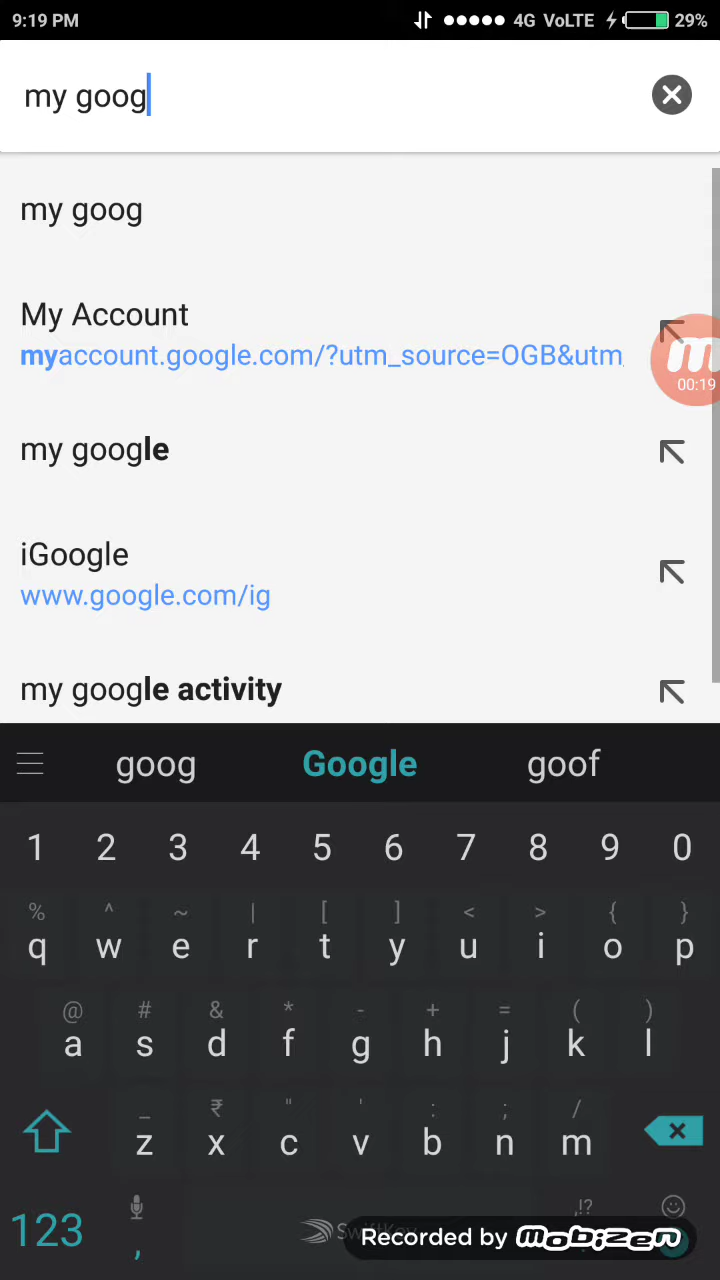 9:19 PM 4G VoLTE 29%
my goog
my goog
My Account
myaccount.google.com/?utm_source=OGB&utm
00:19
my google
iGoogle
www.google.com/ig
my google activity
goog Google goof
1 2 3 4 5 6 7 8 9 0
% ^ ~ | [ ] < > { }
q w e r t y u i o p
@ # & * - + = ( )
a s d f g h j k l
_ ₹ " ' : ; /
z x c v b n m
,!?
123 ,
Recorded by mobizen